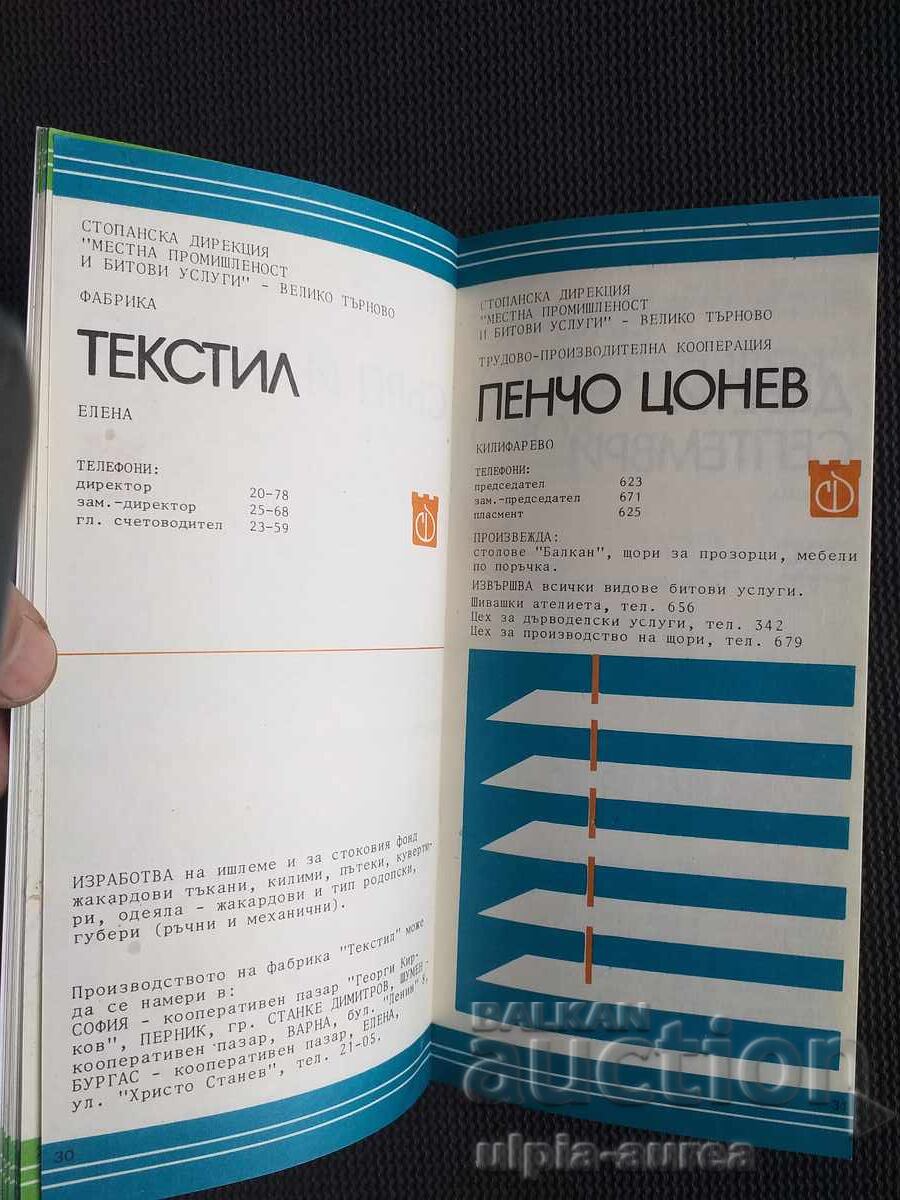 СТОПАНСКА ДИРЕКЦИЯ
"МЕСТНА ПРОМИШЛЕНОСТ
И БИТОВИ УСЛУГИ" - ВЕЛИКО ТЪРНОВО
ФАБРИКА
ТЕКСТИЛ
ЕЛЕНА
ТЕЛЕФОНИ:
директор 20-78
зам.-директор 25-68
гл. счетоводител 23-59
ИЗРАБОТВА на ишлеме и за стоковия фонд
жакардови тъкани, килими, пътеки, кувертю-
ри, одеяла - жакардови и тип родопски,
губери (ръчни и механични).
Производството на фабрика "Текстил" може
да се намери в:
СОФИЯ - кооперативен пазар "Георги Кир-
ков", ПЕРНИК, гр. СТАНКЕ ДИМИТРОВ, ШУМЕН -
кооперативен пазар, ВАРНА, бул. "Ленин"
БУРГАС - кооперативен пазар, ЕЛЕНА,
ул. "Христо Станев", тел. 21-05.
30
СТОПАНСКА ДИРЕКЦИЯ
"МЕСТНА ПРОМИШЛЕНОСТ
И БИТОВИ УСЛУГИ" - ВЕЛИКО ТЪРНОВО
ТРУДОВО-ПРОИЗВОДИТЕЛНА КООПЕРАЦИЯ
ПЕНЧО ЦОНЕВ
КИЛИФАРЕВО
ТЕЛЕФОНИ:
председател 623
зам.-председател 671
пласмент 625
ПРОИЗВЕЖДА:
столове "Балкан", щори за прозорци, мебели
по поръчка.
ИЗВЪРШВА всички видове битови услуги.
Шивашки ателиета, тел. 656
Цех за дърводелски услуги, тел. 342
Цех за производство на щори, тел. 679
BALKAN
auction
ulpia-aurea